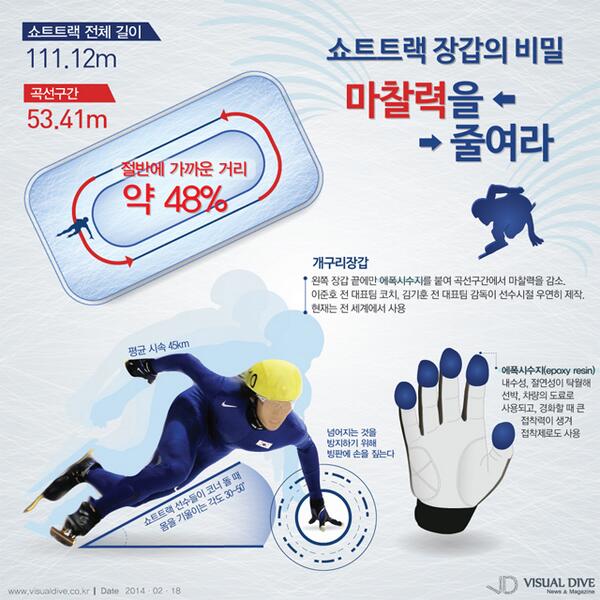 쇼트트랙 전체 길이
111.12m
곡선구간
53.41m
절반에 가까운 거리
약 48%
쇼트트랙 장갑의 비밀
마찰력을
줄여라
개구리장갑
왼쪽 장갑 끝에만 에폭시수지를 붙여 곡선구간에서 마찰력을 감소.
이준호 전 대표팀 코치, 김기훈 전 대표팀 감독이 선수시절 우연히 제작.
현재는 전 세계에서 사용
평균 시속 45km
에폭시수지(epoxy resin)
내수성, 절연성이 탁월해
선박, 차량의 도료로
사용되고, 경화할 때 큰
접착력이 생겨
접착제로도 사용
넘어지는 것을
방지하기 위해
빙판에 손을 짚는다
쇼트트랙 선수들이 코너 돌 때
몸을 기울이는 각도 30~50˚
www.visualdive.co.kr | Date 2014 · 02 · 18
VISUAL DIVE
News & Magazine